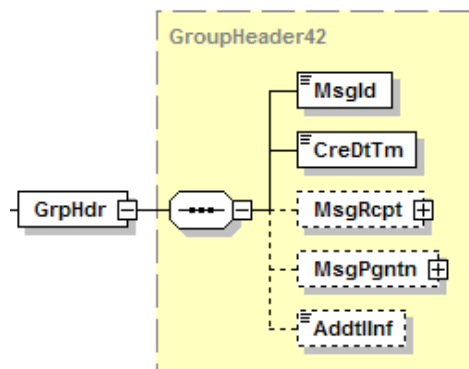 GroupHeader42
MsgId
CreDtTm
GrpHdr
MsgRcpt
MsgPgntn
AddtlInf